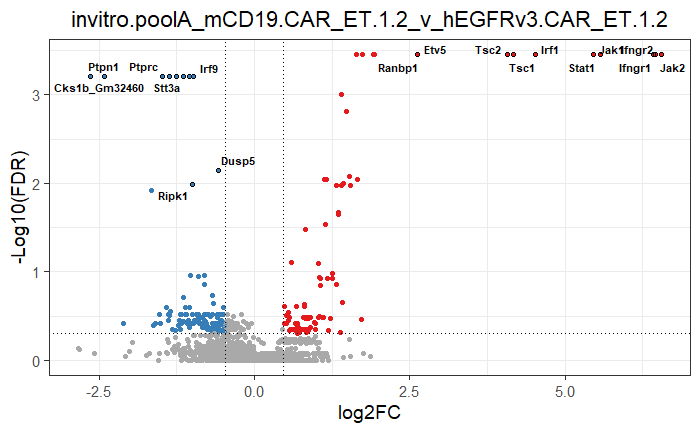 invitro.poolA_mCD19.CAR_ET.1.2_v_hEGFRv3.CAR_ET.1.2
Etv5 Tsc2 Irf1 Jak1 Ifngr2
Ptpn1 Ptprc Irf9 Ranbp1 Tsc1 Stat1 Ifngr1 Jak2
Cks1b_Gm32460 Stt3a
3
Dusp5
2
Ripk1
1
0
-Log10(FDR)
-2.5 0.0 2.5 5.0
log2FC